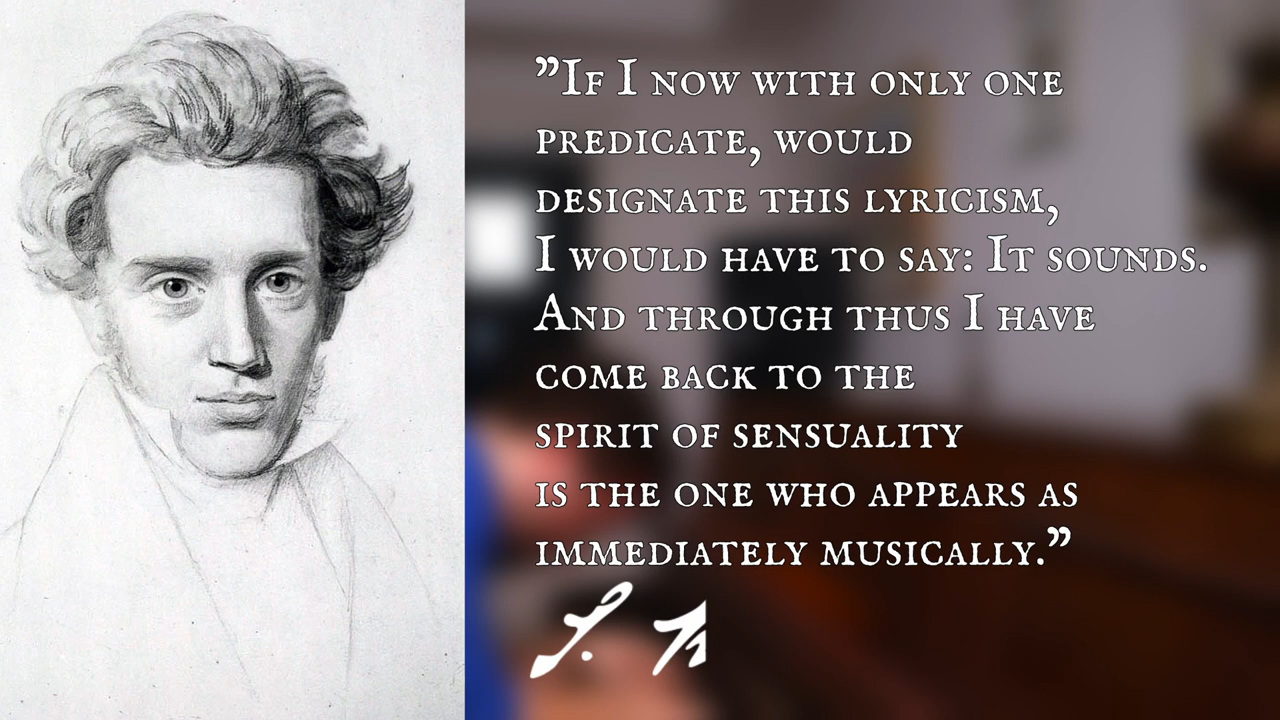 ”If I now with only one
predicate, would
designate this lyricism,
I would have to say: It sounds.
And through thus I have
come back to the
spirit of sensuality
is the one who appears as
immediately musically.”
S.